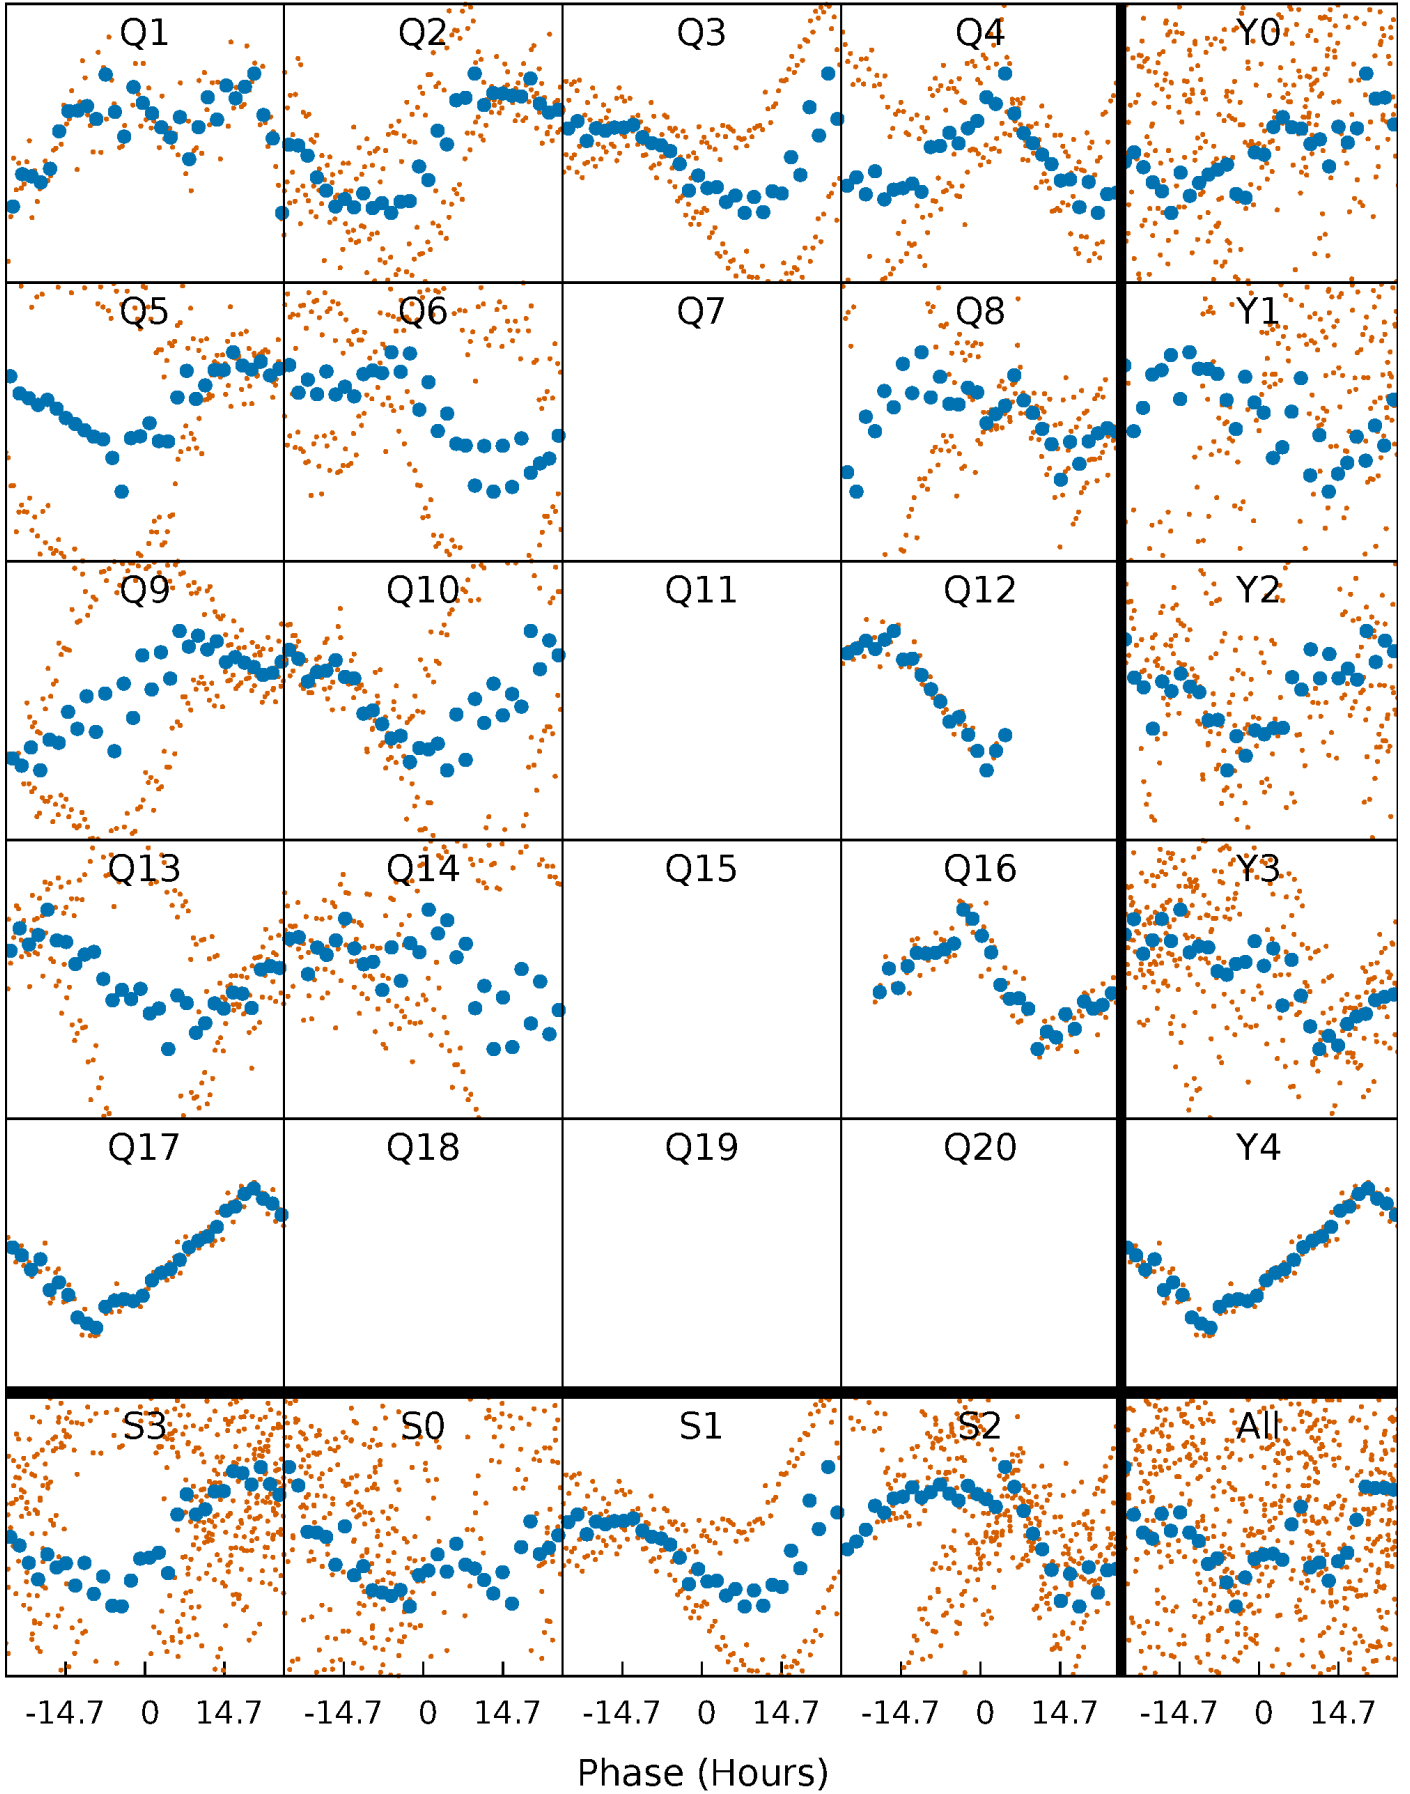 Q1 Q2 Q3 Q4 Y0
Q5 Q6 Q7 Q8 Y1
Q9 Q10 Q11 Q12 Y2
Q13 Q14 Q15 Q16 Y3
Q17 Q18 Q19 Q20 Y4
S3 S0 S1 S2 All
-14.7 0 14.7 -14.7 0 14.7 -14.7 0 14.7 -14.7 0 14.7 -14.7 0 14.7
Phase (Hours)